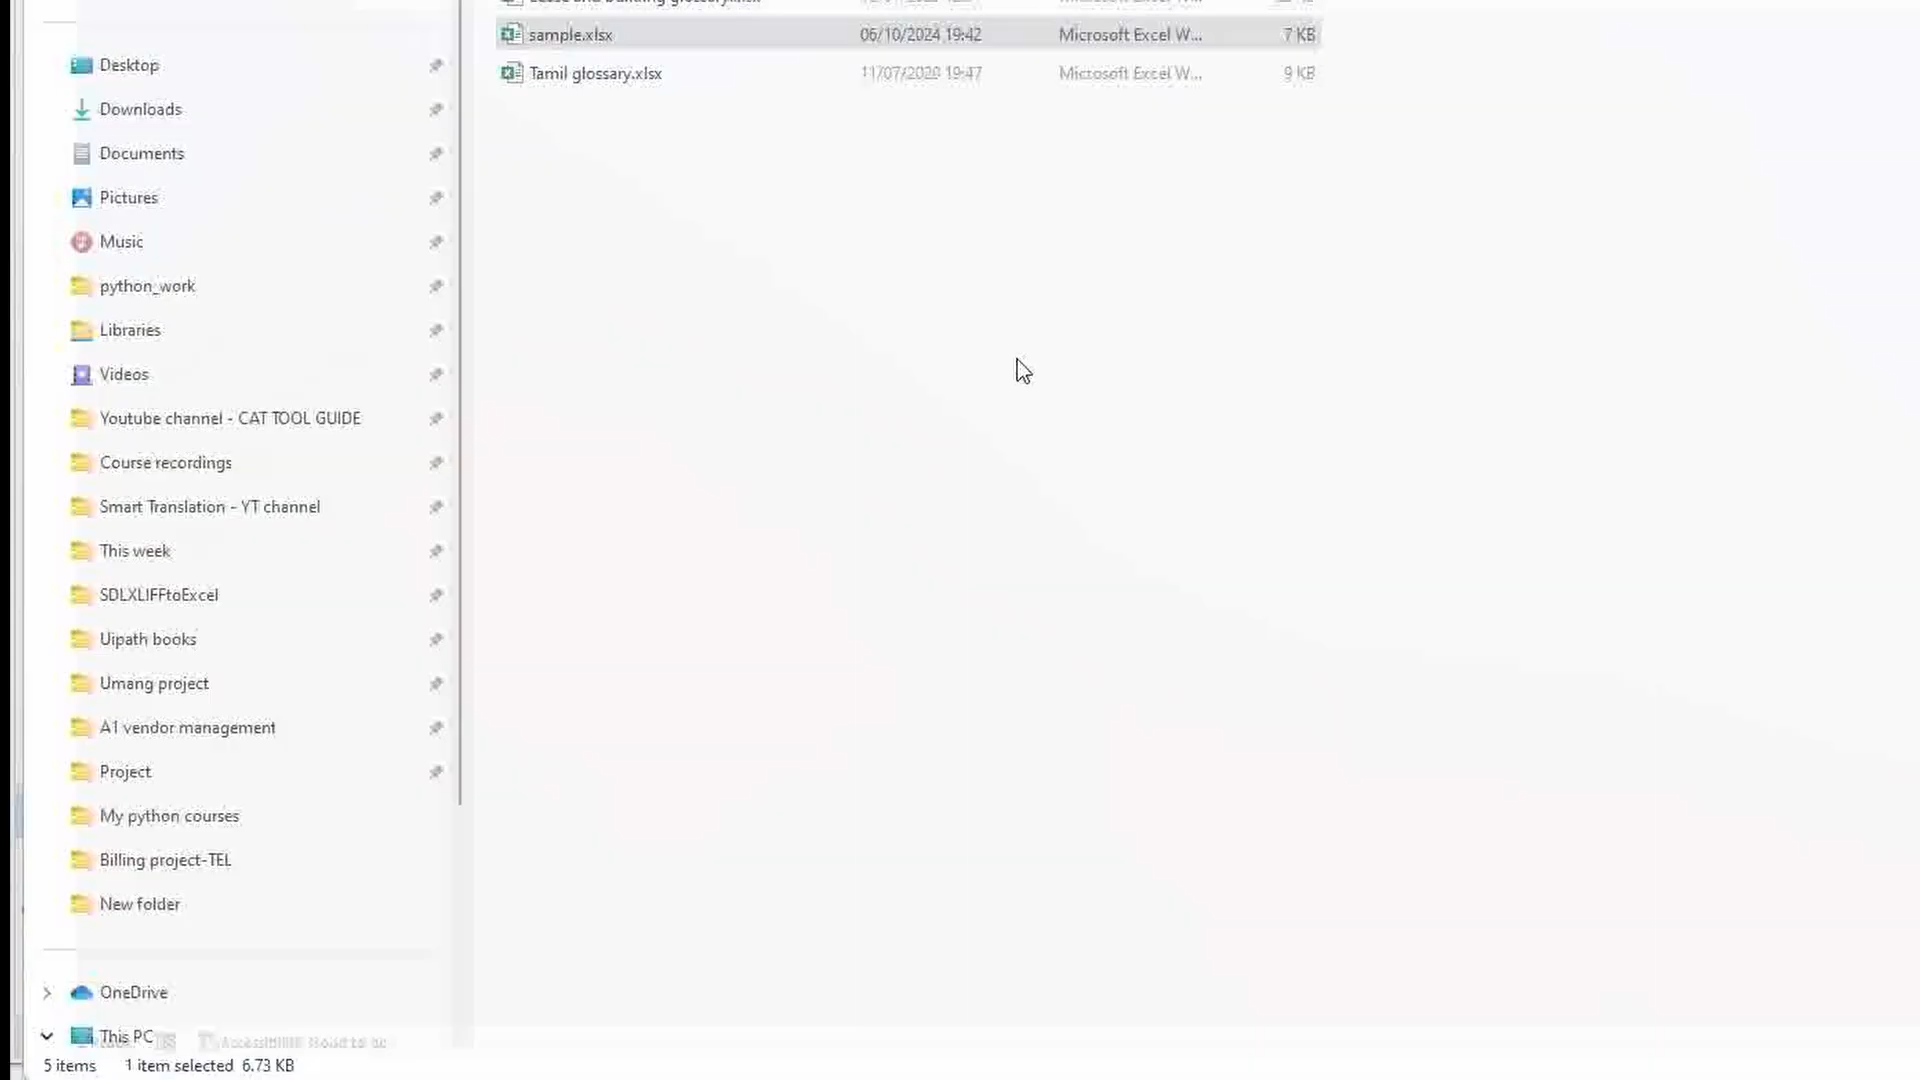 sample.xlsx 06/10/2024 19:42 Microsoft Excel W... 7 KB
Tamil glossary.xlsx 11/07/2020 19:47 Microsoft Excel W... 9 KB
Desktop
Downloads
Documents
Pictures
Music
python_work
Libraries
Videos
Youtube channel - CAT TOOL GUIDE
Course recordings
Smart Translation - YT channel
This week
SDLXLIFFtoExcel
Uipath books
Umang project
A1 vendor management
Project
My python courses
Billing project-TEL
New folder
OneDrive
This PC
5 items 1 item selected 6.73 KB